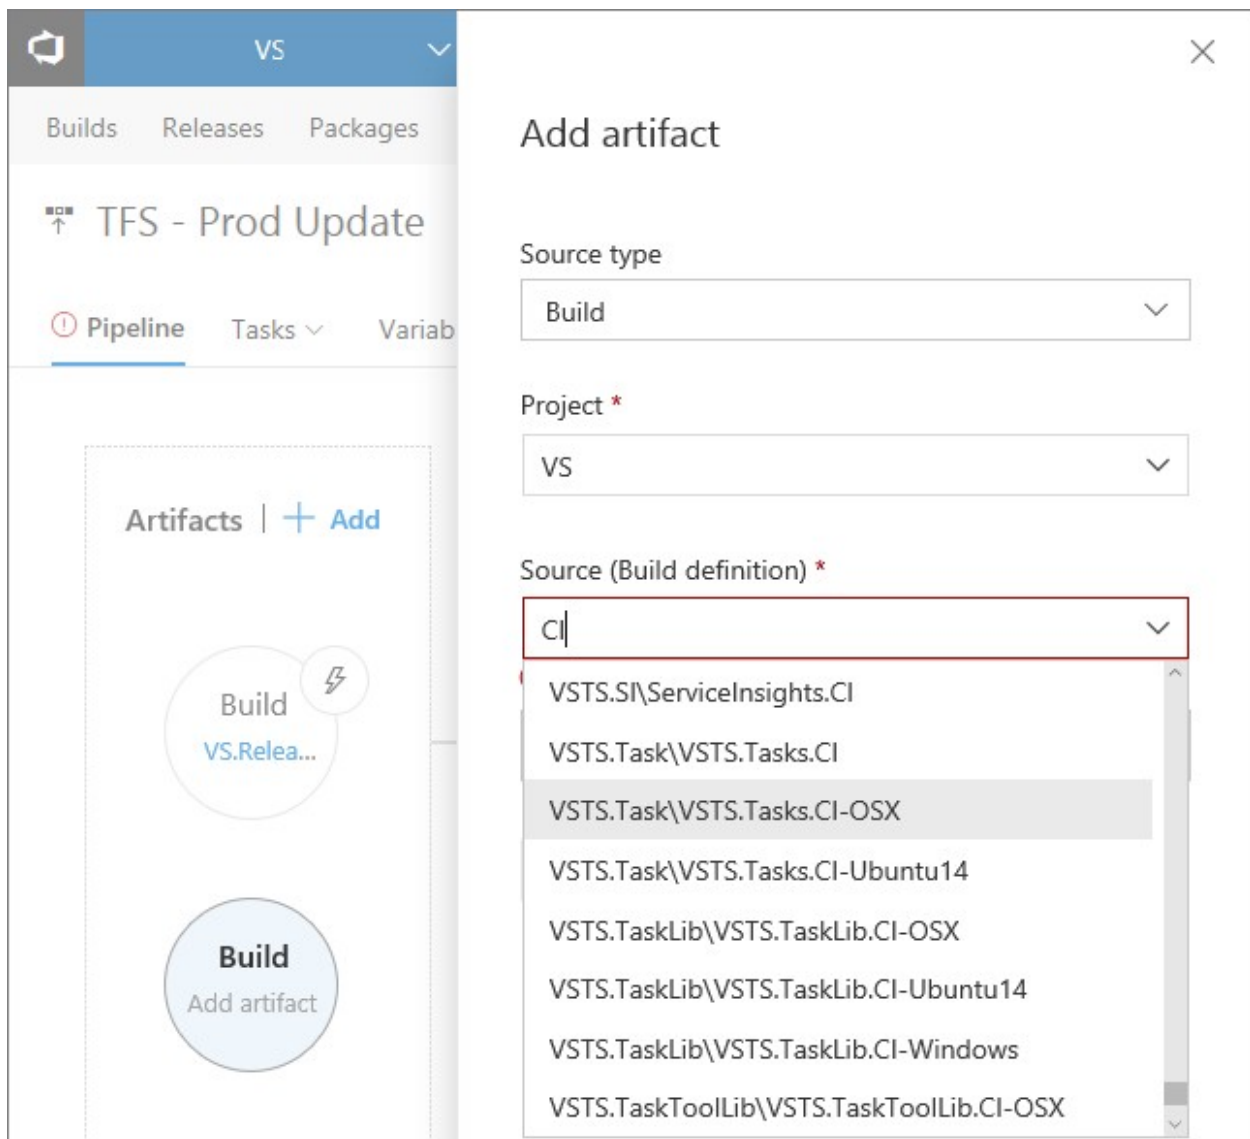 VS
Builds Releases Packages
TFS - Prod Update
Pipeline Tasks Variab
Artifacts | + Add
Build
VS.Relea...
Build
Add artifact
Add artifact
Source type
Build
Project *
VS
Source (Build definition) *
CI
VSTS.SI\ServiceInsights.CI
VSTS.Task\VSTS.Tasks.CI
VSTS.Task\VSTS.Tasks.CI-OSX
VSTS.Task\VSTS.Tasks.CI-Ubuntu14
VSTS.TaskLib\VSTS.TaskLib.CI-OSX
VSTS.TaskLib\VSTS.TaskLib.CI-Ubuntu14
VSTS.TaskLib\VSTS.TaskLib.CI-Windows
VSTS.TaskToolLib\VSTS.TaskToolLib.CI-OSX